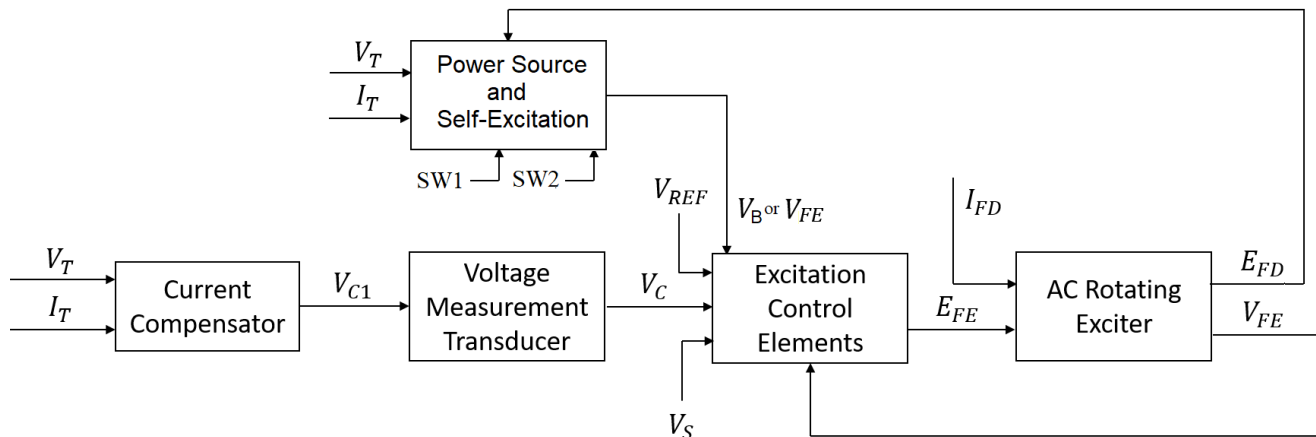 V_T
I_T
Power Source
and
Self-Excitation
SW1
SW2
V_REF
V_B or V_FE
I_FD
V_T
I_T
Current
Compensator
V_C1
Voltage
Measurement
Transducer
V_C
Excitation
Control
Elements
V_S
E_FE
AC Rotating
Exciter
E_FD
V_FE